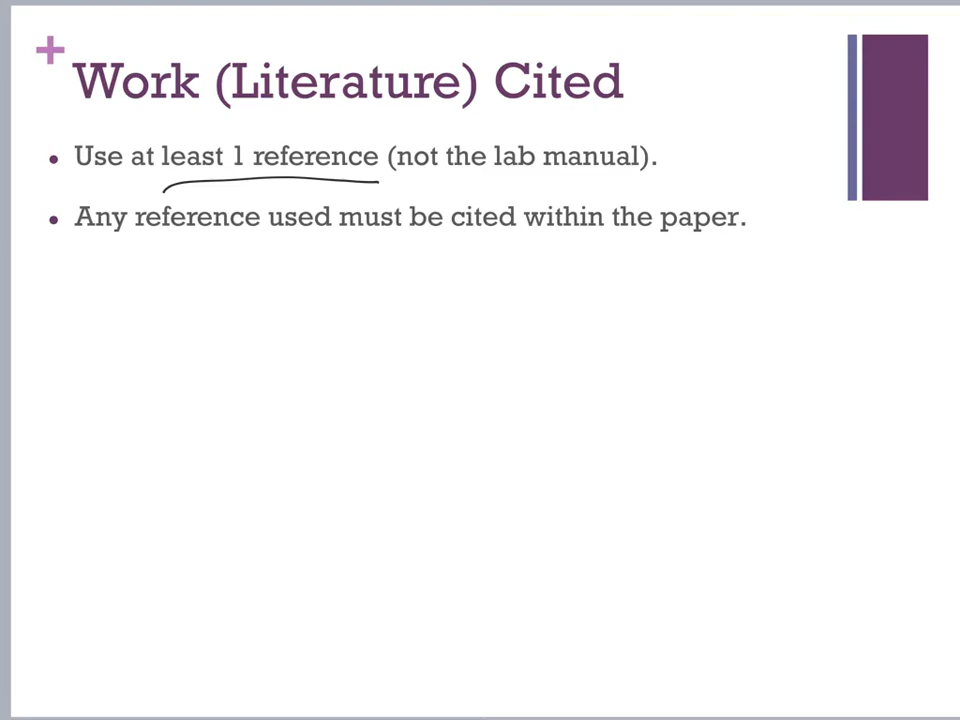 +
Work (Literature) Cited
• Use at least 1 reference (not the lab manual).
• Any reference used must be cited within the paper.